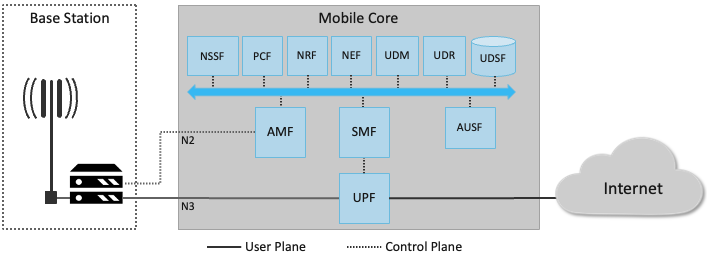 Base Station
Mobile Core
NSSF
PCF
NRF
NEF
UDM
UDR
UDSF
AMF
SMF
AUSF
N2
Internet
UPF
N3
User Plane
Control Plane